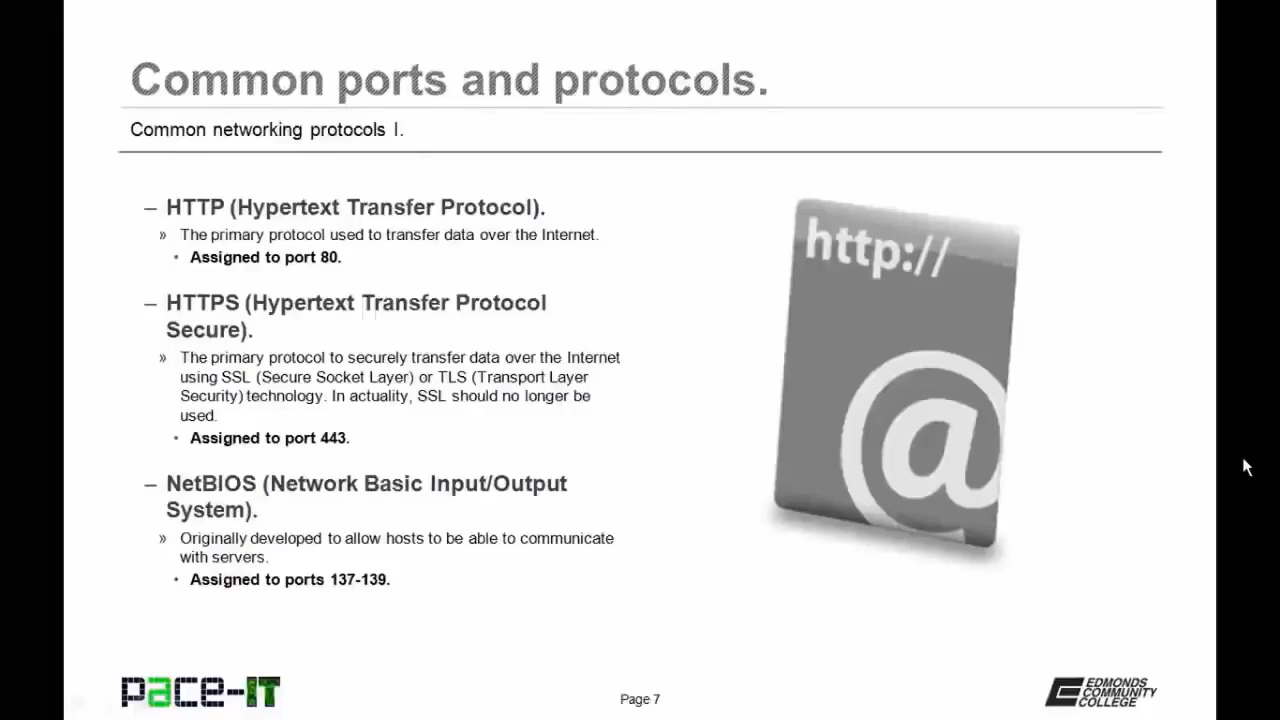 Common ports and protocols.
Common networking protocols I.
– HTTP (Hypertext Transfer Protocol).
» The primary protocol used to transfer data over the Internet.
• Assigned to port 80.
– HTTPS (Hypertext Transfer Protocol
Secure).
» The primary protocol to securely transfer data over the Internet
using SSL (Secure Socket Layer) or TLS (Transport Layer
Security) technology. In actuality, SSL should no longer be
used.
• Assigned to port 443.
– NetBIOS (Network Basic Input/Output
System).
» Originally developed to allow hosts to be able to communicate
with servers.
• Assigned to ports 137-139.
http://
@
pace-IT
Page 7
EDMONDS
COMMUNITY
COLLEGE